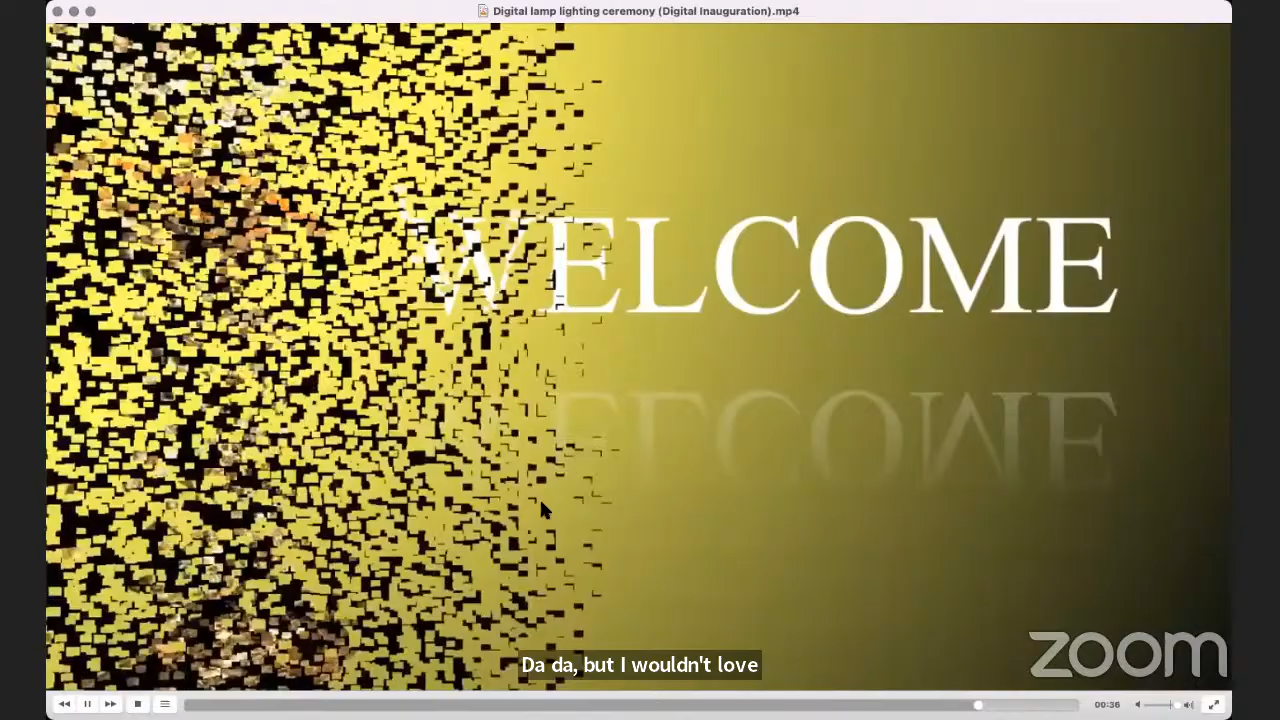 Digital lamp lighting ceremony (Digital Inauguration).mp4
WELCOME
zoom
Da da, but I wouldn't love
00:36